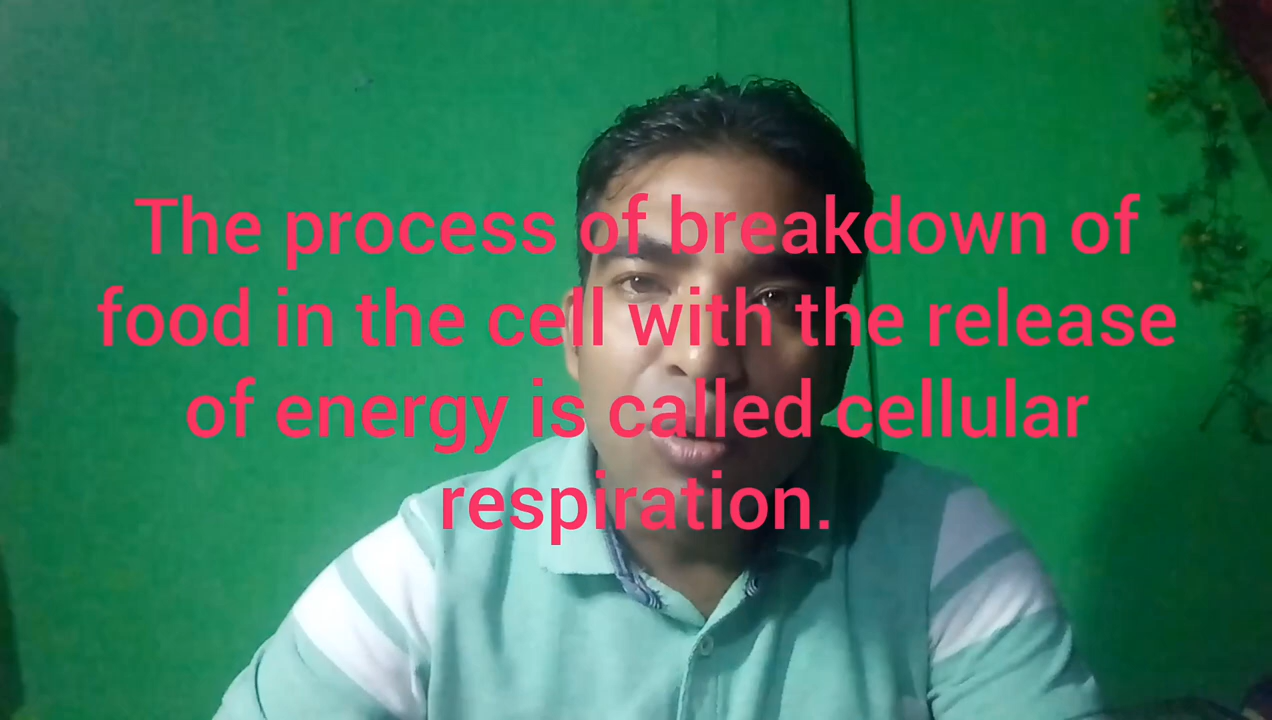 The process of breakdown of
food in the cell with the release
of energy is called cellular
respiration.